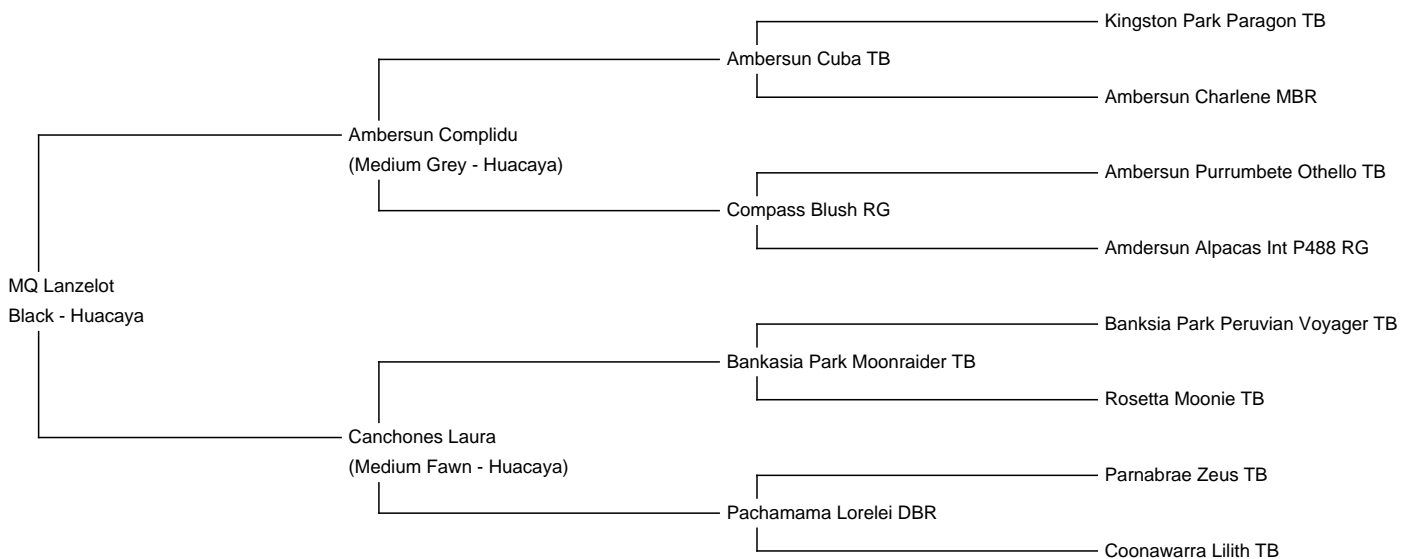 Kingston Park Paragon TB
Ambersun Cuba TB
Ambersun Charlene MBR
Ambersun Complidu
(Medium Grey - Huacaya)
Ambersun Purrumbete Othello TB
Compass Blush RG
Amdersun Alpacas Int P488 RG
MQ Lanzelot
Black - Huacaya
Banksia Park Peruvian Voyager TB
Bankasia Park Moonraider TB
Rosetta Moonie TB
Canchones Laura
(Medium Fawn - Huacaya)
Parnabrae Zeus TB
Pachamama Lorelei DBR
Coonawarra Lilith TB